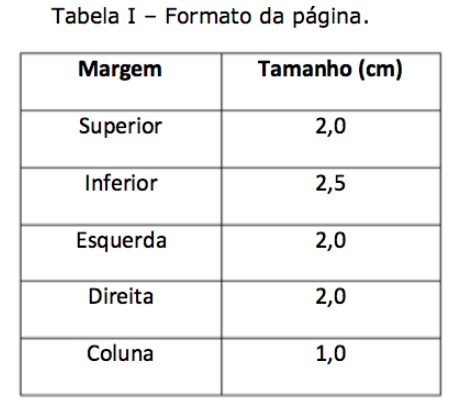 Tabela I – Formato da página.
Margem Tamanho (cm)
Superior 2,0
Inferior 2,5
Esquerda 2,0
Direita 2,0
Coluna 1,0